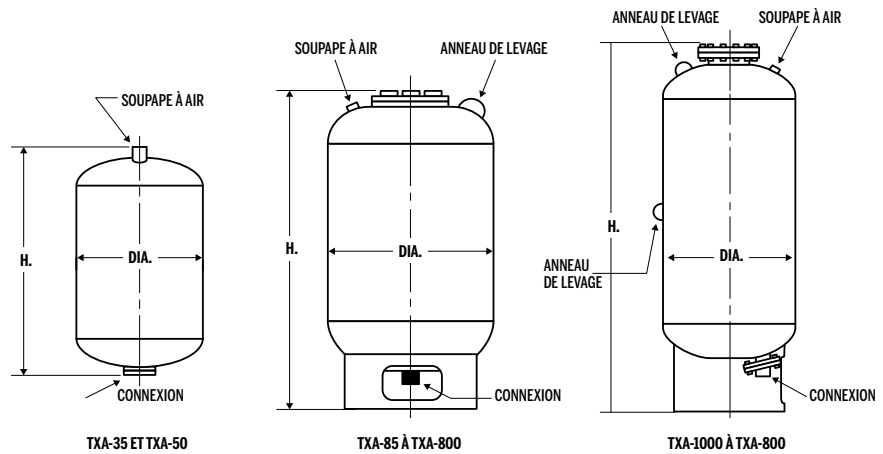 SOUPAPE À AIR
H.
DIA.
CONNEXION
TXA-35 ET TXA-50
SOUPAPE À AIR
ANNEAU DE LEVAGE
H.
DIA.
CONNEXION
TXA-85 À TXA-800
ANNEAU DE LEVAGE
SOUPAPE À AIR
H.
DIA.
ANNEAU
DE LEVAGE
CONNEXION
TXA-1000 À TXA-800